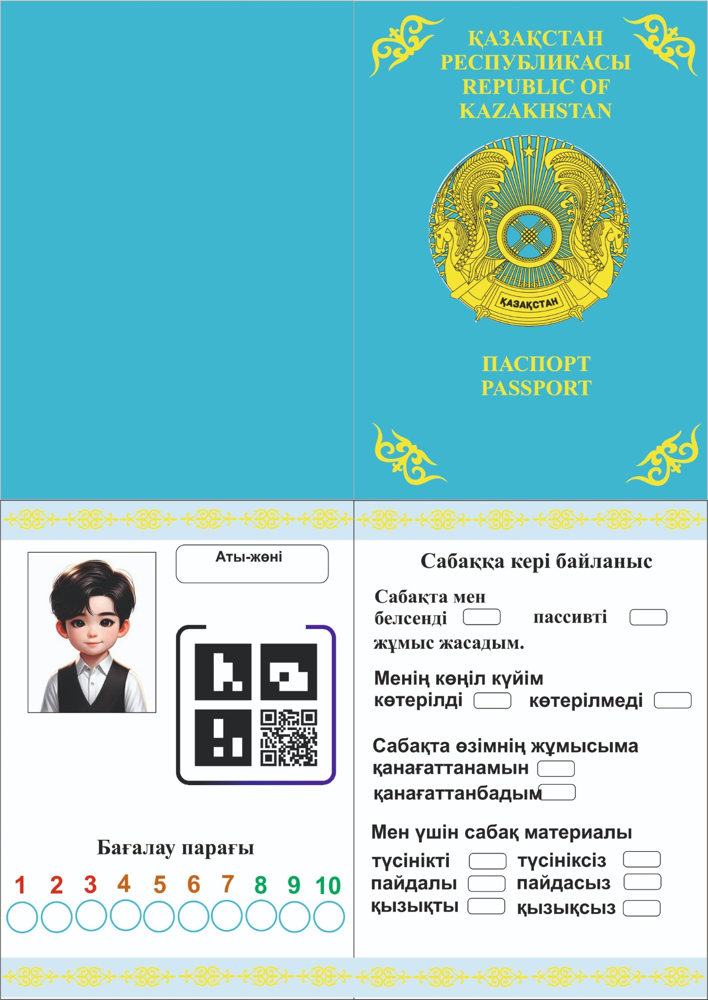 ҚАЗАҚСТАН
РЕСПУБЛИКАСЫ
REPUBLIC OF
KAZAKHSTAN
ҚАЗАҚСТАН
ПАСПОРТ
PASSPORT
Аты-жөні
Бағалау парағы
1 2 3 4 5 6 7 8 9 10
Сабаққа кері байланыс
Сабақта мен
белсенді пассивті
жұмыс жасадым.
Менің көңіл күйім
көтерілді көтерілмеді
Сабақта өзімнің жұмысыма
қанағаттанамын
қанағаттанбадым
Мен үшін сабақ материалы
түсінікті түсініксіз
пайдалы пайдасыз
қызықты қызықсыз